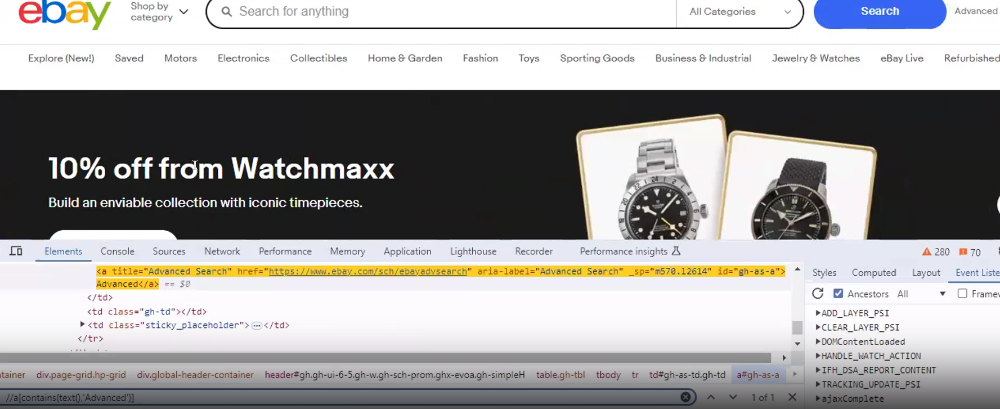 ebay
Shop by
category
Search for anything
All Categories
Search
Advanced
Explore (New!) Saved Motors Electronics Collectibles Home & Garden Fashion Toys Sporting Goods Business & Industrial Jewelry & Watches eBay Live Refurbished
10% off from Watchmaxx
Build an enviable collection with iconic timepieces.
Elements Console Sources Network Performance Memory Application Lighthouse Recorder Performance insights 280 70
<a title="Advanced Search" href="https://www.ebay.com/sch/ebayadvsearch" aria-label="Advanced Search" _sp="m570.l2614" id="gh-as-a">
Advanced</a> == $0
</td>
<td class="gh-td"></td>
<td class="sticky_placeholder">…</td>
</tr>
tainer div.page-grid.hp-grid div.global-header-container header#gh.gh-ui-6-5.gh-w.gh-sch-prom.ghx-evoa.gh-simpleH table.gh-tbl tbody tr td#gh-as-td.gh-td a#gh-as-a
//a[contains(text(),'Advanced')] 1 of 1
Styles Computed Layout Event Liste
Ancestors All Framew
ADD_LAYER_PSI
CLEAR_LAYER_PSI
DOMContentLoaded
HANDLE_WATCH_ACTION
IFH_DSA_REPORT_CONTENT
TRACKING_UPDATE_PSI
ajaxComplete